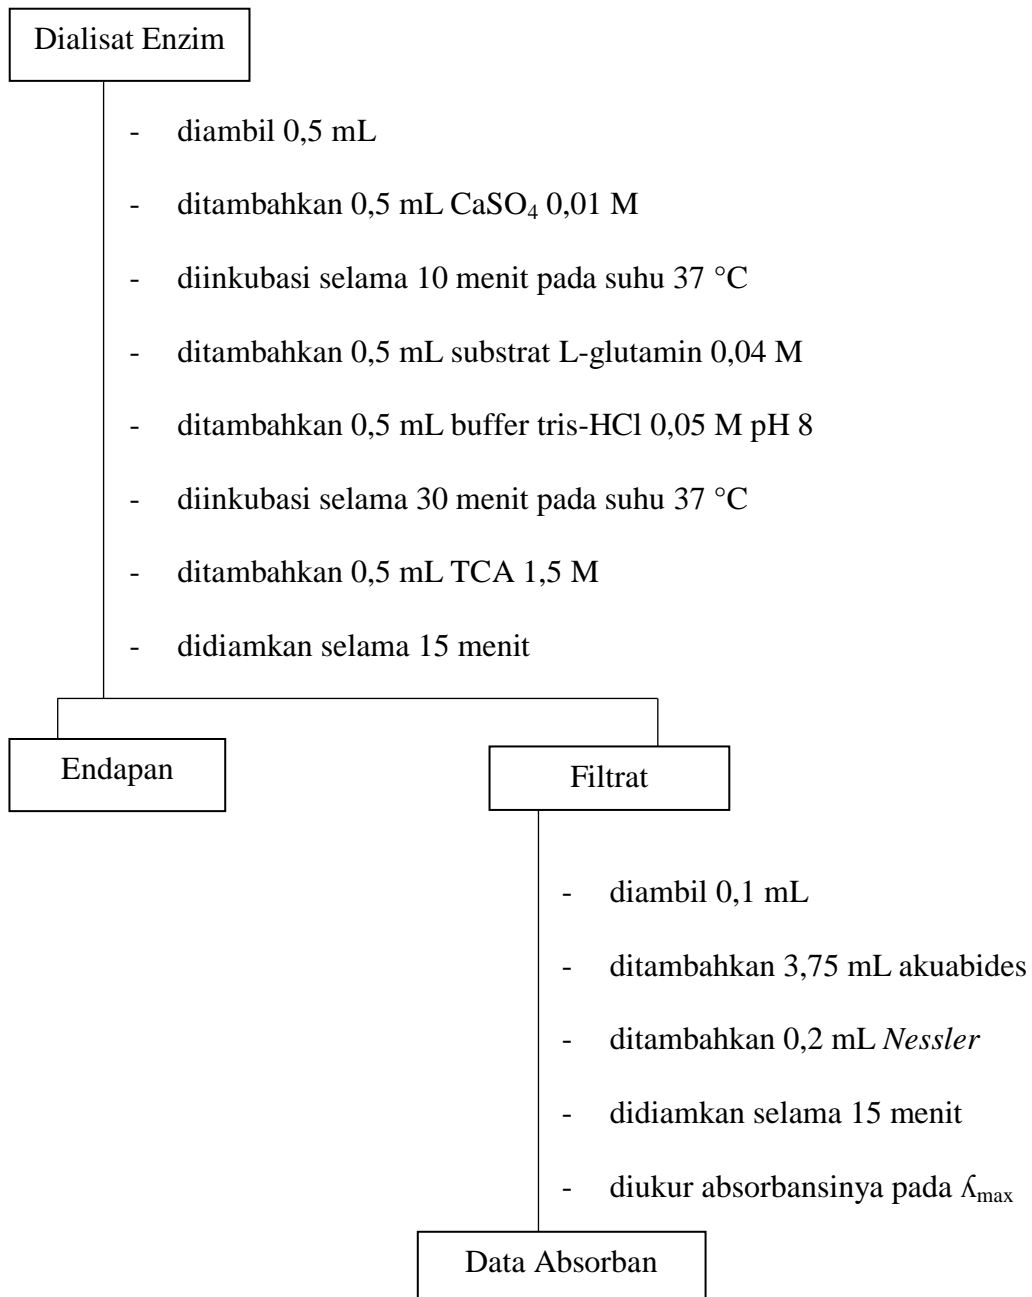 Dialisat Enzim
- diambil 0,5 mL
- ditambahkan 0,5 mL CaSO₄ 0,01 M
- diinkubasi selama 10 menit pada suhu 37 °C
- ditambahkan 0,5 mL substrat L-glutamin 0,04 M
- ditambahkan 0,5 mL buffer tris-HCl 0,05 M pH 8
- diinkubasi selama 30 menit pada suhu 37 °C
- ditambahkan 0,5 mL TCA 1,5 M
- didiamkan selama 15 menit
Endapan
Filtrat
- diambil 0,1 mL
- ditambahkan 3,75 mL akuabides
- ditambahkan 0,2 mL Nessler
- didiamkan selama 15 menit
- diukur absorbansinya pada ʎmax
Data Absorban